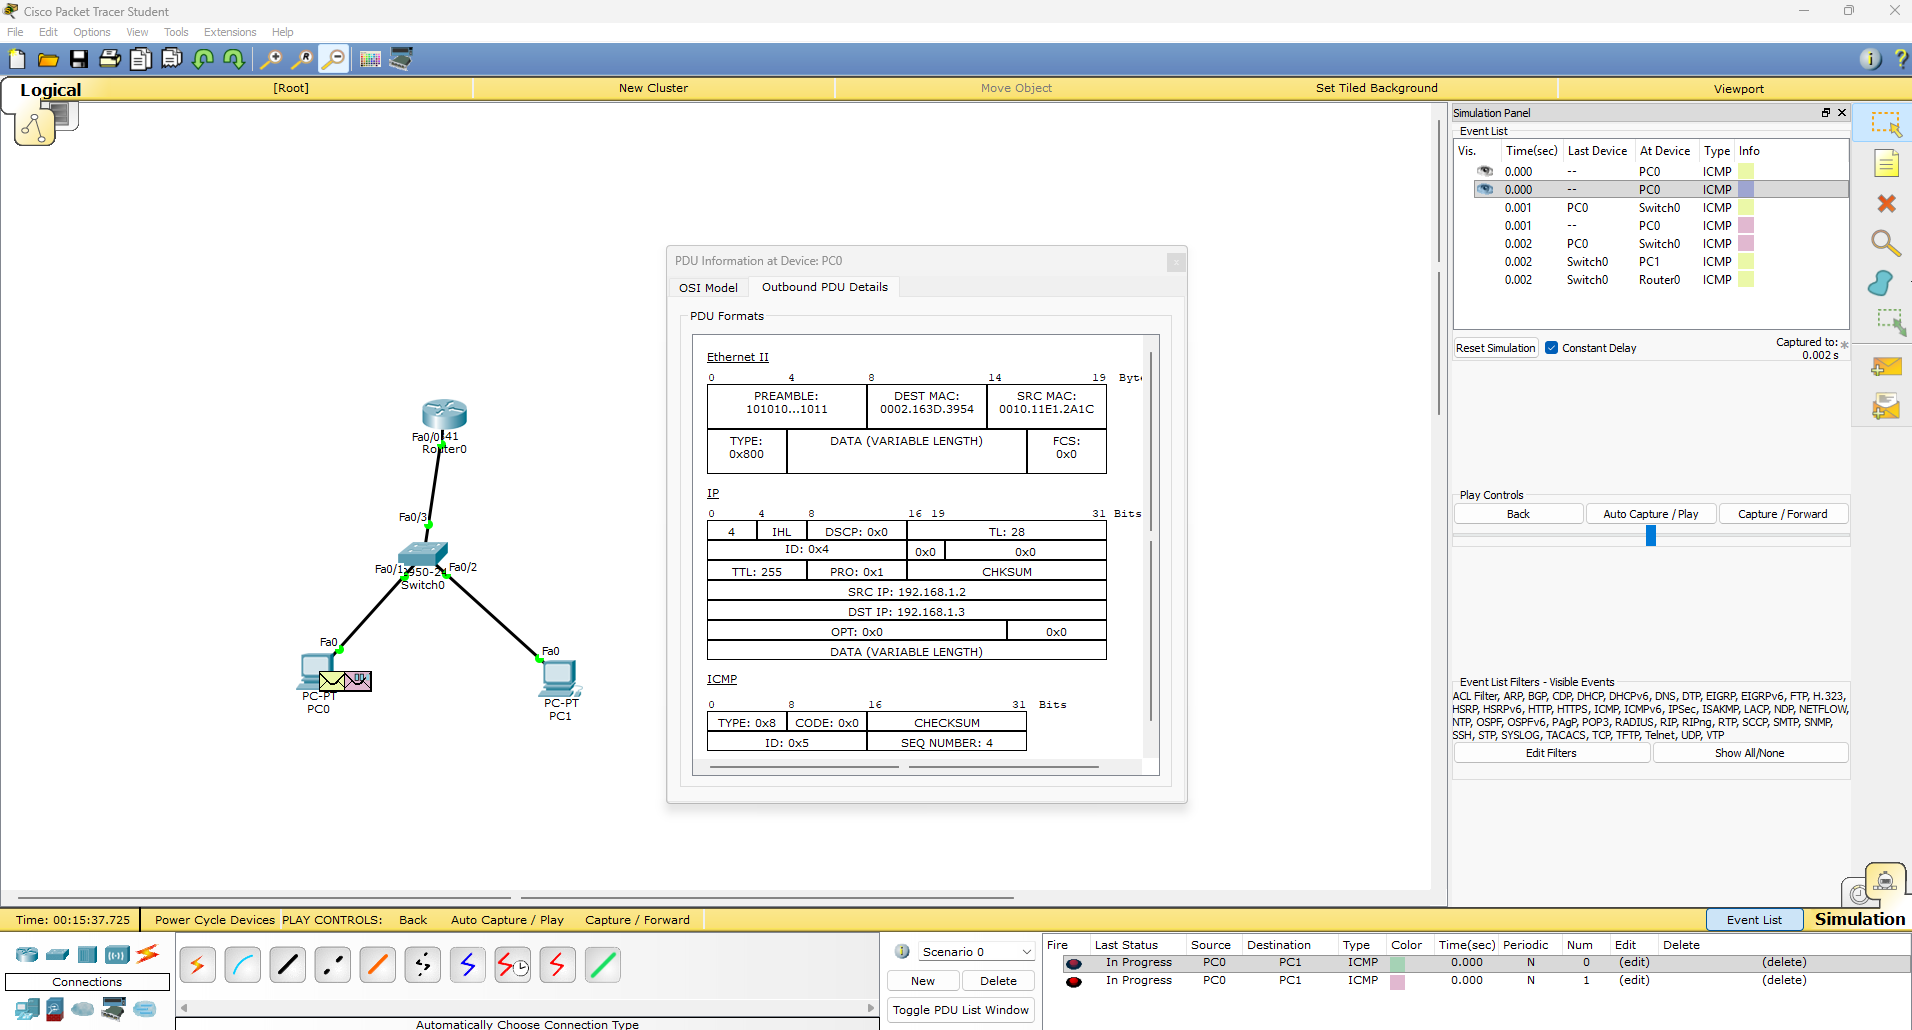 Cisco Packet Tracer Student
File Edit Options View Tools Extensions Help
Logical [Root] New Cluster Move Object Set Tiled Background Viewport
Simulation Panel
Event List
Vis. Time(sec) Last Device At Device Type Info
0.000 -- PC0 ICMP
0.000 -- PC0 ICMP
0.001 PC0 Switch0 ICMP
0.001 -- PC0 ICMP
0.002 PC0 Switch0 ICMP
0.002 Switch0 PC1 ICMP
0.002 Switch0 Router0 ICMP
Reset Simulation Constant Delay Captured to: *
0.002 s
Play Controls
Back Auto Capture / Play Capture / Forward
Event List Filters - Visible Events
ACL Filter, ARP, BGP, CDP, DHCP, DHCPv6, DNS, DTP, EIGRP, EIGRPv6, FTP, H.323,
HSRP, HSRPv6, HTTP, HTTPS, ICMP, ICMPv6, IPSec, ISAKMP, LACP, NDP, NETFLOW,
NTP, OSPF, OSPFv6, PAgP, POP3, RADIUS, RIP, RIPng, RTP, SCCP, SMTP, SNMP,
SSH, STP, SYSLOG, TACACS, TCP, TFTP, Telnet, UDP, VTP
Edit Filters Show All/None
PDU Information at Device: PC0
OSI Model Outbound PDU Details
PDU Formats
Ethernet II
0 4 8 14 19
PREAMBLE: DEST MAC: SRC MAC:
101010...1011 0002.163D.3954 0010.11E1.2A1C
TYPE: DATA (VARIABLE LENGTH) FCS:
0x800 0x0
IP
0 4 8 16 19 31 Bits
4 IHL DSCP: 0x0 TL: 28
ID: 0x4 0x0 0x0
TTL: 255 PRO: 0x1 CHKSUM
SRC IP: 192.168.1.2
DST IP: 192.168.1.3
OPT: 0x0 0x0
DATA (VARIABLE LENGTH)
ICMP
0 8 16 31 Bits
TYPE: 0x8 CODE: 0x0 CHECKSUM
ID: 0x5 SEQ NUMBER: 4
Fa0/0 41
Router0
Fa0/3
Fa0/1 950-24 Fa0/2
Switch0
Fa0
PC-PT
PC0
Fa0
PC-PT
PC1
Time: 00:15:37.725 Power Cycle Devices PLAY CONTROLS: Back Auto Capture / Play Capture / Forward Event List Simulation
Connections
Automatically Choose Connection Type
Scenario 0
New Delete
Toggle PDU List Window
Fire Last Status Source Destination Type Color Time(sec) Periodic Num Edit Delete
In Progress PC0 PC1 ICMP 0.000 N 0 (edit) (delete)
In Progress PC0 PC1 ICMP 0.000 N 1 (edit) (delete)